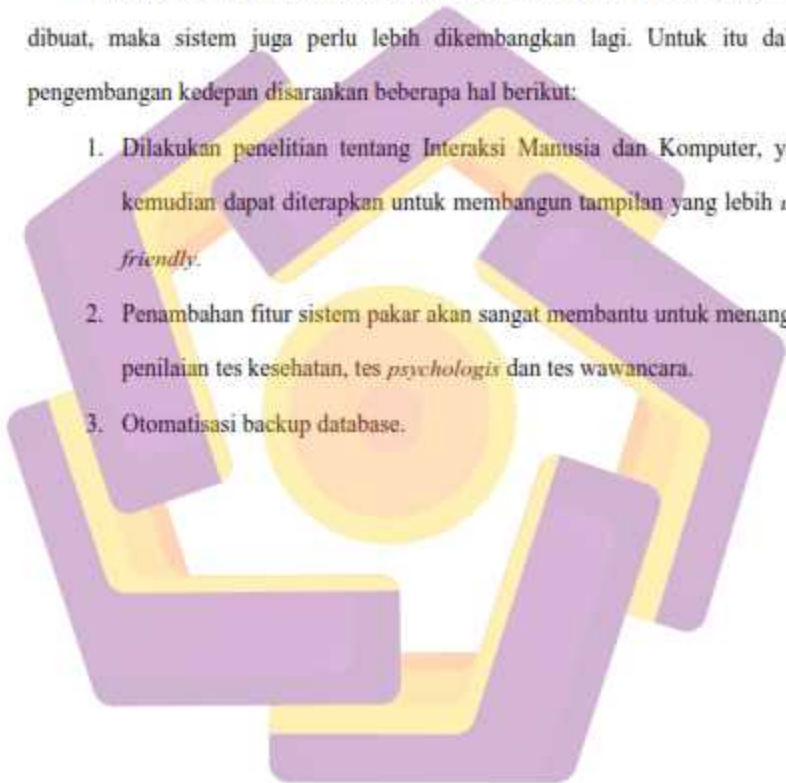 dibuat, maka sistem juga perlu lebih dikembangkan lagi. Untuk itu da
pengembangan kedepan disarankan beberapa hal berikut:
1. Dilakukan penelitian tentang Interaksi Manusia dan Komputer, y
kemudian dapat diterapkan untuk membangun tampilan yang lebih
friendly.
2. Penambahan fitur sistem pakar akan sangat membantu untuk menang
penilaian tes kesehatan, tes psychologis dan tes wawancara.
3. Otomatisasi backup database.